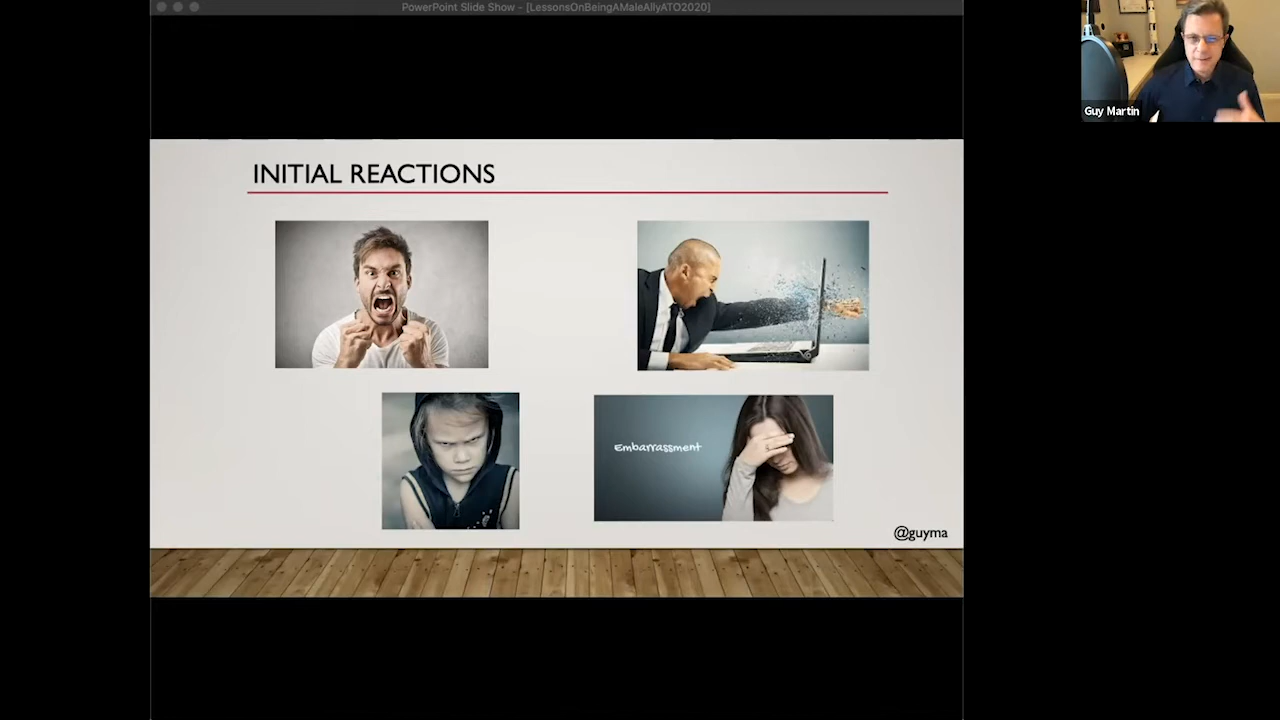 PowerPoint Slide Show - [LessonsOnBeingAMaleAllyATO2020]
Guy Martin
INITIAL REACTIONS
Embarrassment
@guyma